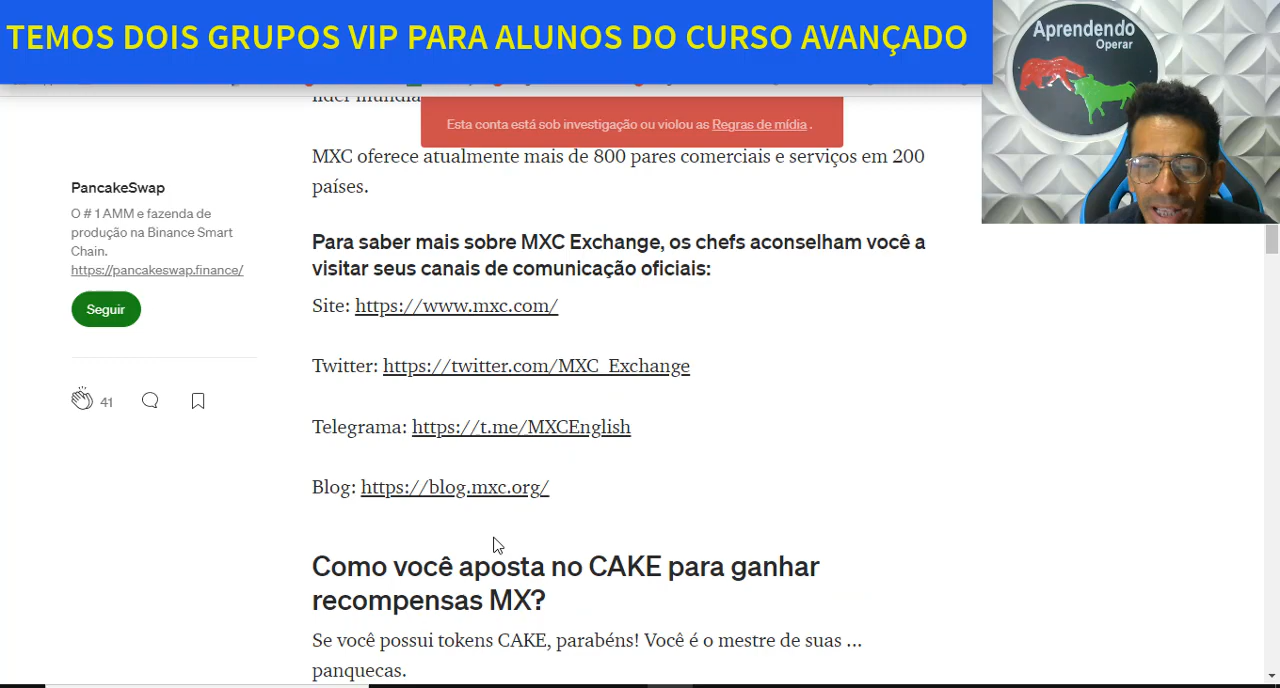 TEMOS DOIS GRUPOS VIP PARA ALUNOS DO CURSO AVANÇADO
Aprendendo
Operar
líder mundia
Esta conta está sob investigação ou violou as Regras de mídia .
MXC oferece atualmente mais de 800 pares comerciais e serviços em 200
países.
PancakeSwap
O # 1 AMM e fazenda de
produção na Binance Smart
Chain.
https://pancakeswap.finance/
Seguir
41
Para saber mais sobre MXC Exchange, os chefs aconselham você a
visitar seus canais de comunicação oficiais:
Site: https://www.mxc.com/
Twitter: https://twitter.com/MXC_Exchange
Telegrama: https://t.me/MXCEnglish
Blog: https://blog.mxc.org/
Como você aposta no CAKE para ganhar
recompensas MX?
Se você possui tokens CAKE, parabéns! Você é o mestre de suas ...
panquecas.